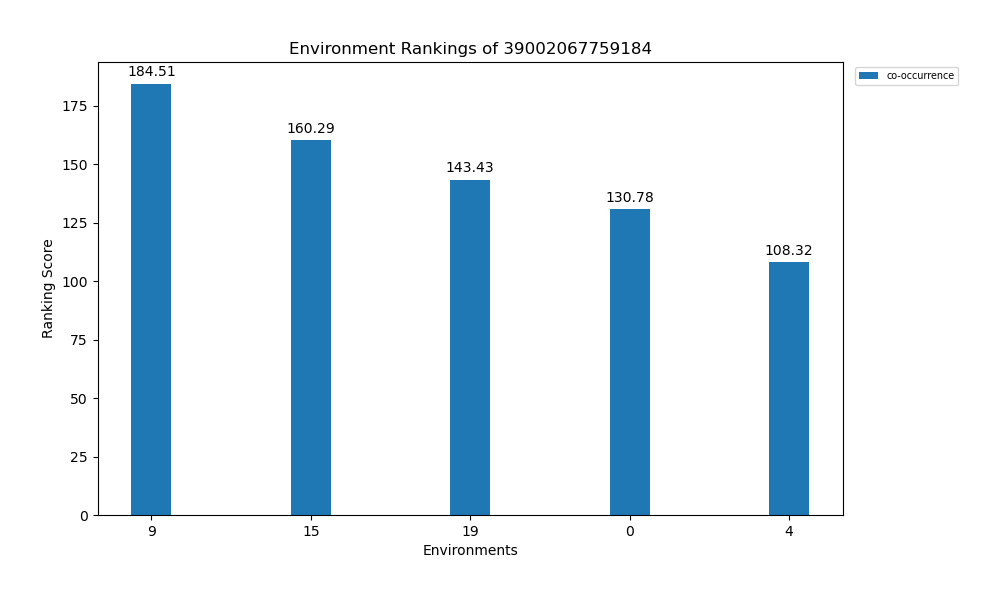 Environment Rankings of 39002067759184
co-occurrence
184.51
160.29
143.43
130.78
108.32
175
150
125
100
75
50
25
0
Ranking Score
9 15 19 0 4
Environments